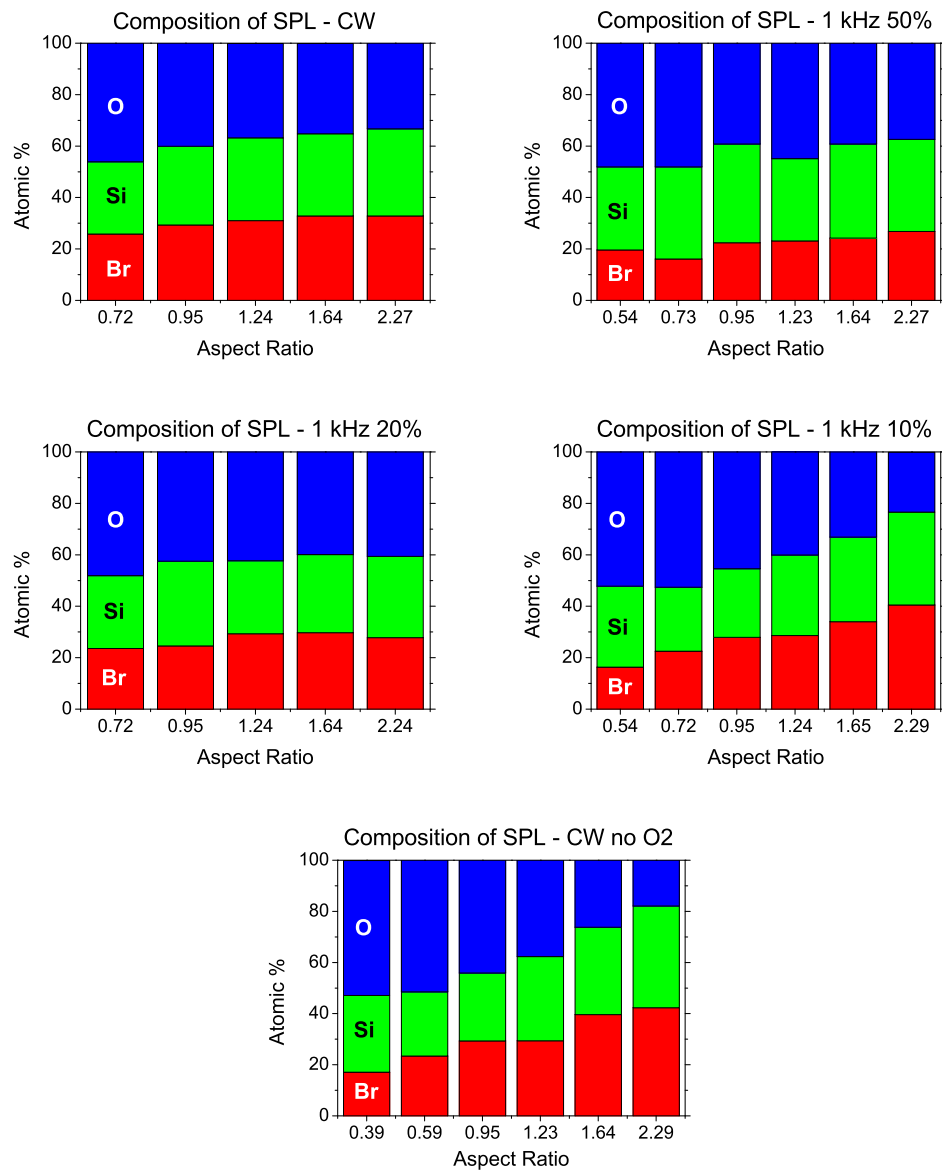 Composition of SPL - CW
100
80
60
40
20
0
Atomic %
O
Si
Br
0.72 0.95 1.24 1.64 2.27
Aspect Ratio
Composition of SPL - 1 kHz 50%
100
80
60
40
20
0
Atomic %
O
Si
Br
0.54 0.73 0.95 1.23 1.64 2.27
Aspect Ratio
Composition of SPL - 1 kHz 20%
100
80
60
40
20
0
Atomic %
O
Si
Br
0.72 0.95 1.24 1.64 2.24
Aspect Ratio
Composition of SPL - 1 kHz 10%
100
80
60
40
20
0
Atomic %
O
Si
Br
0.54 0.72 0.95 1.24 1.65 2.29
Aspect Ratio
Composition of SPL - CW no O2
100
80
60
40
20
0
Atomic %
O
Si
Br
0.39 0.59 0.95 1.23 1.64 2.29
Aspect Ratio